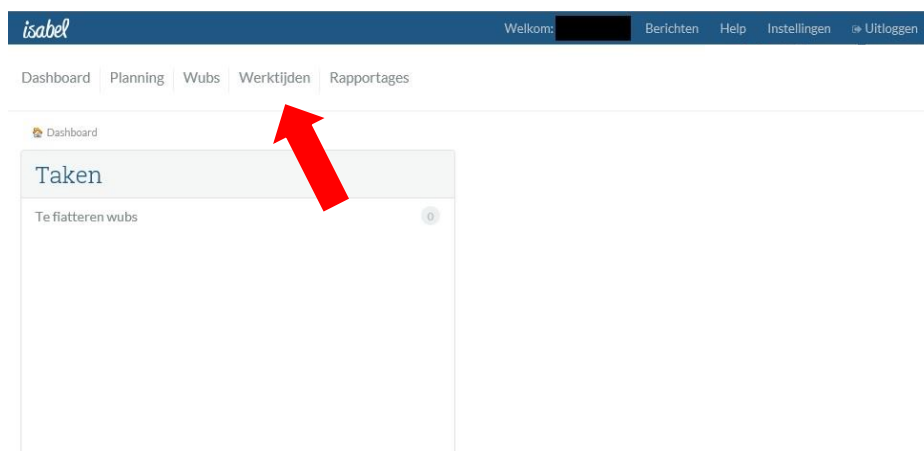 isabel Welkom: Berichten Help Instellingen Uitloggen
Dashboard Planning Wubs Werktijden Rapportages
Dashboard
Taken
Te fiatteren wubs 0